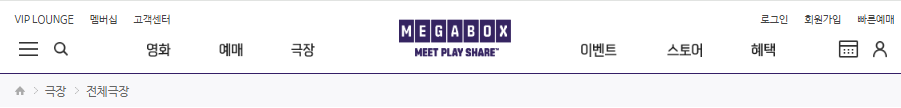 VIP LOUNGE 멤버십 고객센터 로그인 회원가입 빠른예매
영화 예매 극장 MEGABOX 이벤트 스토어 혜택
MEET PLAY SHARE™
극장 전체극장